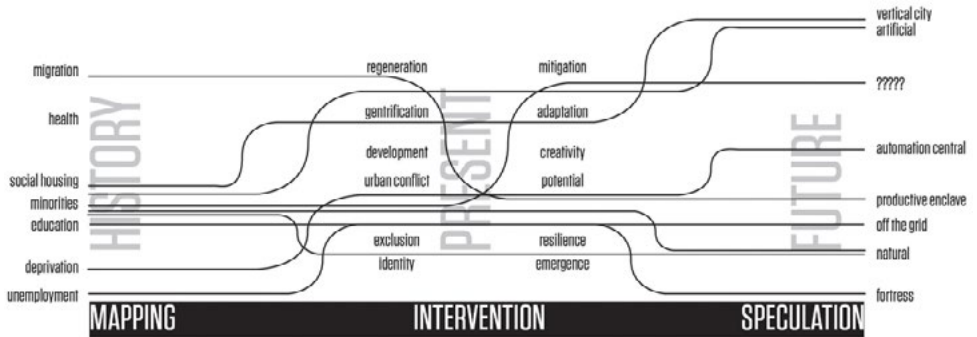 migration
health
social housing
minorities
education
deprivation
unemployment
HISTORY
regeneration
gentrification
development
urban conflict
exclusion
identity
PRESENT
mitigation
adaptation
creativity
potential
resilience
emergence
FUTURE
vertical city
artificial
?????
automation central
productive enclave
off the grid
natural
fortress
MAPPING
INTERVENTION
SPECULATION